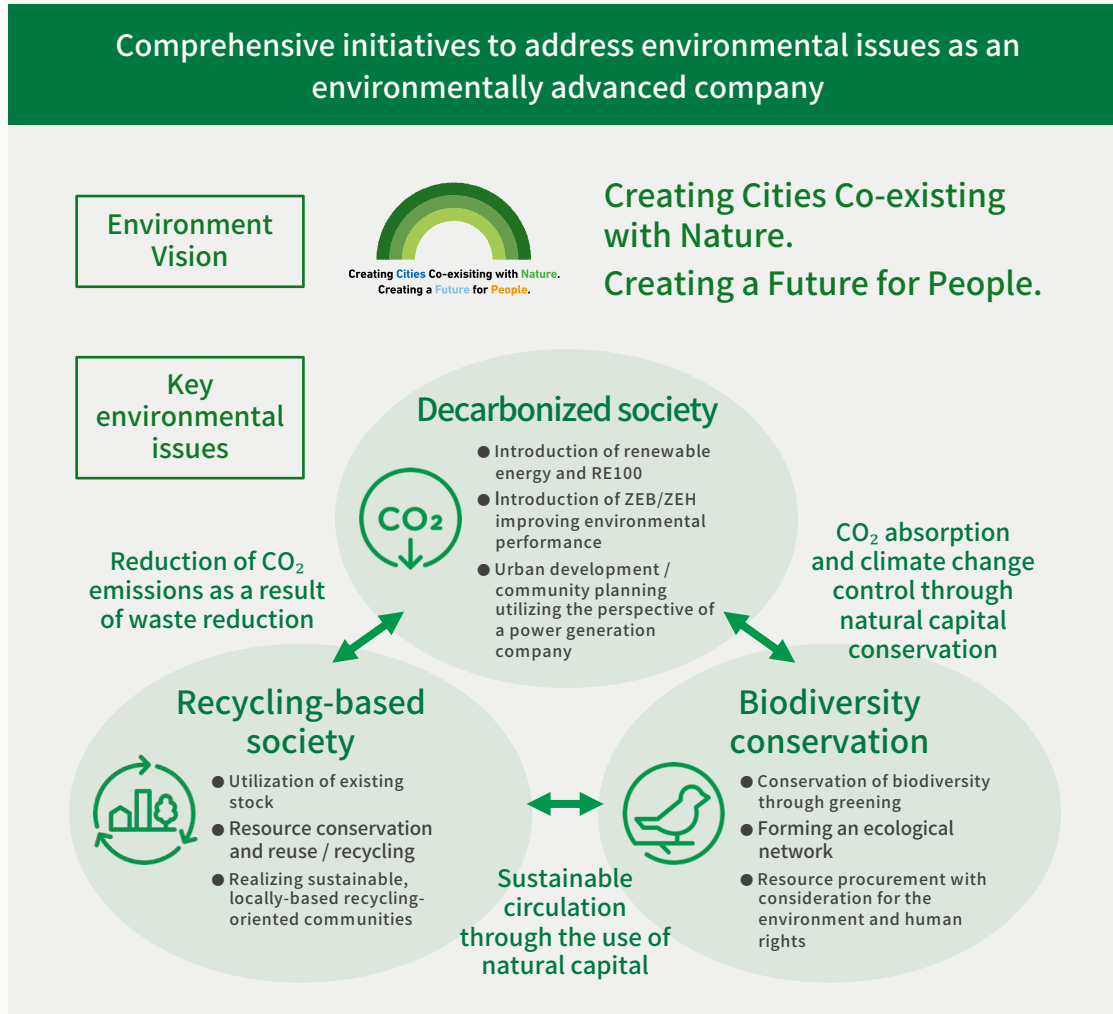 Comprehensive initiatives to address environmental issues as an
environmentally advanced company
Environment
Vision
Creating Cities Co-exisiting with Nature.
Creating a Future for People.
Creating Cities Co-existing
with Nature.
Creating a Future for People.
Key
environmental
issues
Decarbonized society
CO₂
● Introduction of renewable
energy and RE100
● Introduction of ZEB/ZEH
improving environmental
performance
● Urban development /
community planning
utilizing the perspective of
a power generation
company
Reduction of CO₂
emissions as a result
of waste reduction
CO₂ absorption
and climate change
control through
natural capital
conservation
Recycling-based
society
● Utilization of existing
stock
● Resource conservation
and reuse / recycling
● Realizing sustainable,
locally-based recycling-
oriented communities
Biodiversity
conservation
● Conservation of biodiversity
through greening
● Forming an ecological
network
● Resource procurement with
consideration for the
environment and human
rights
Sustainable
circulation
through the use of
natural capital